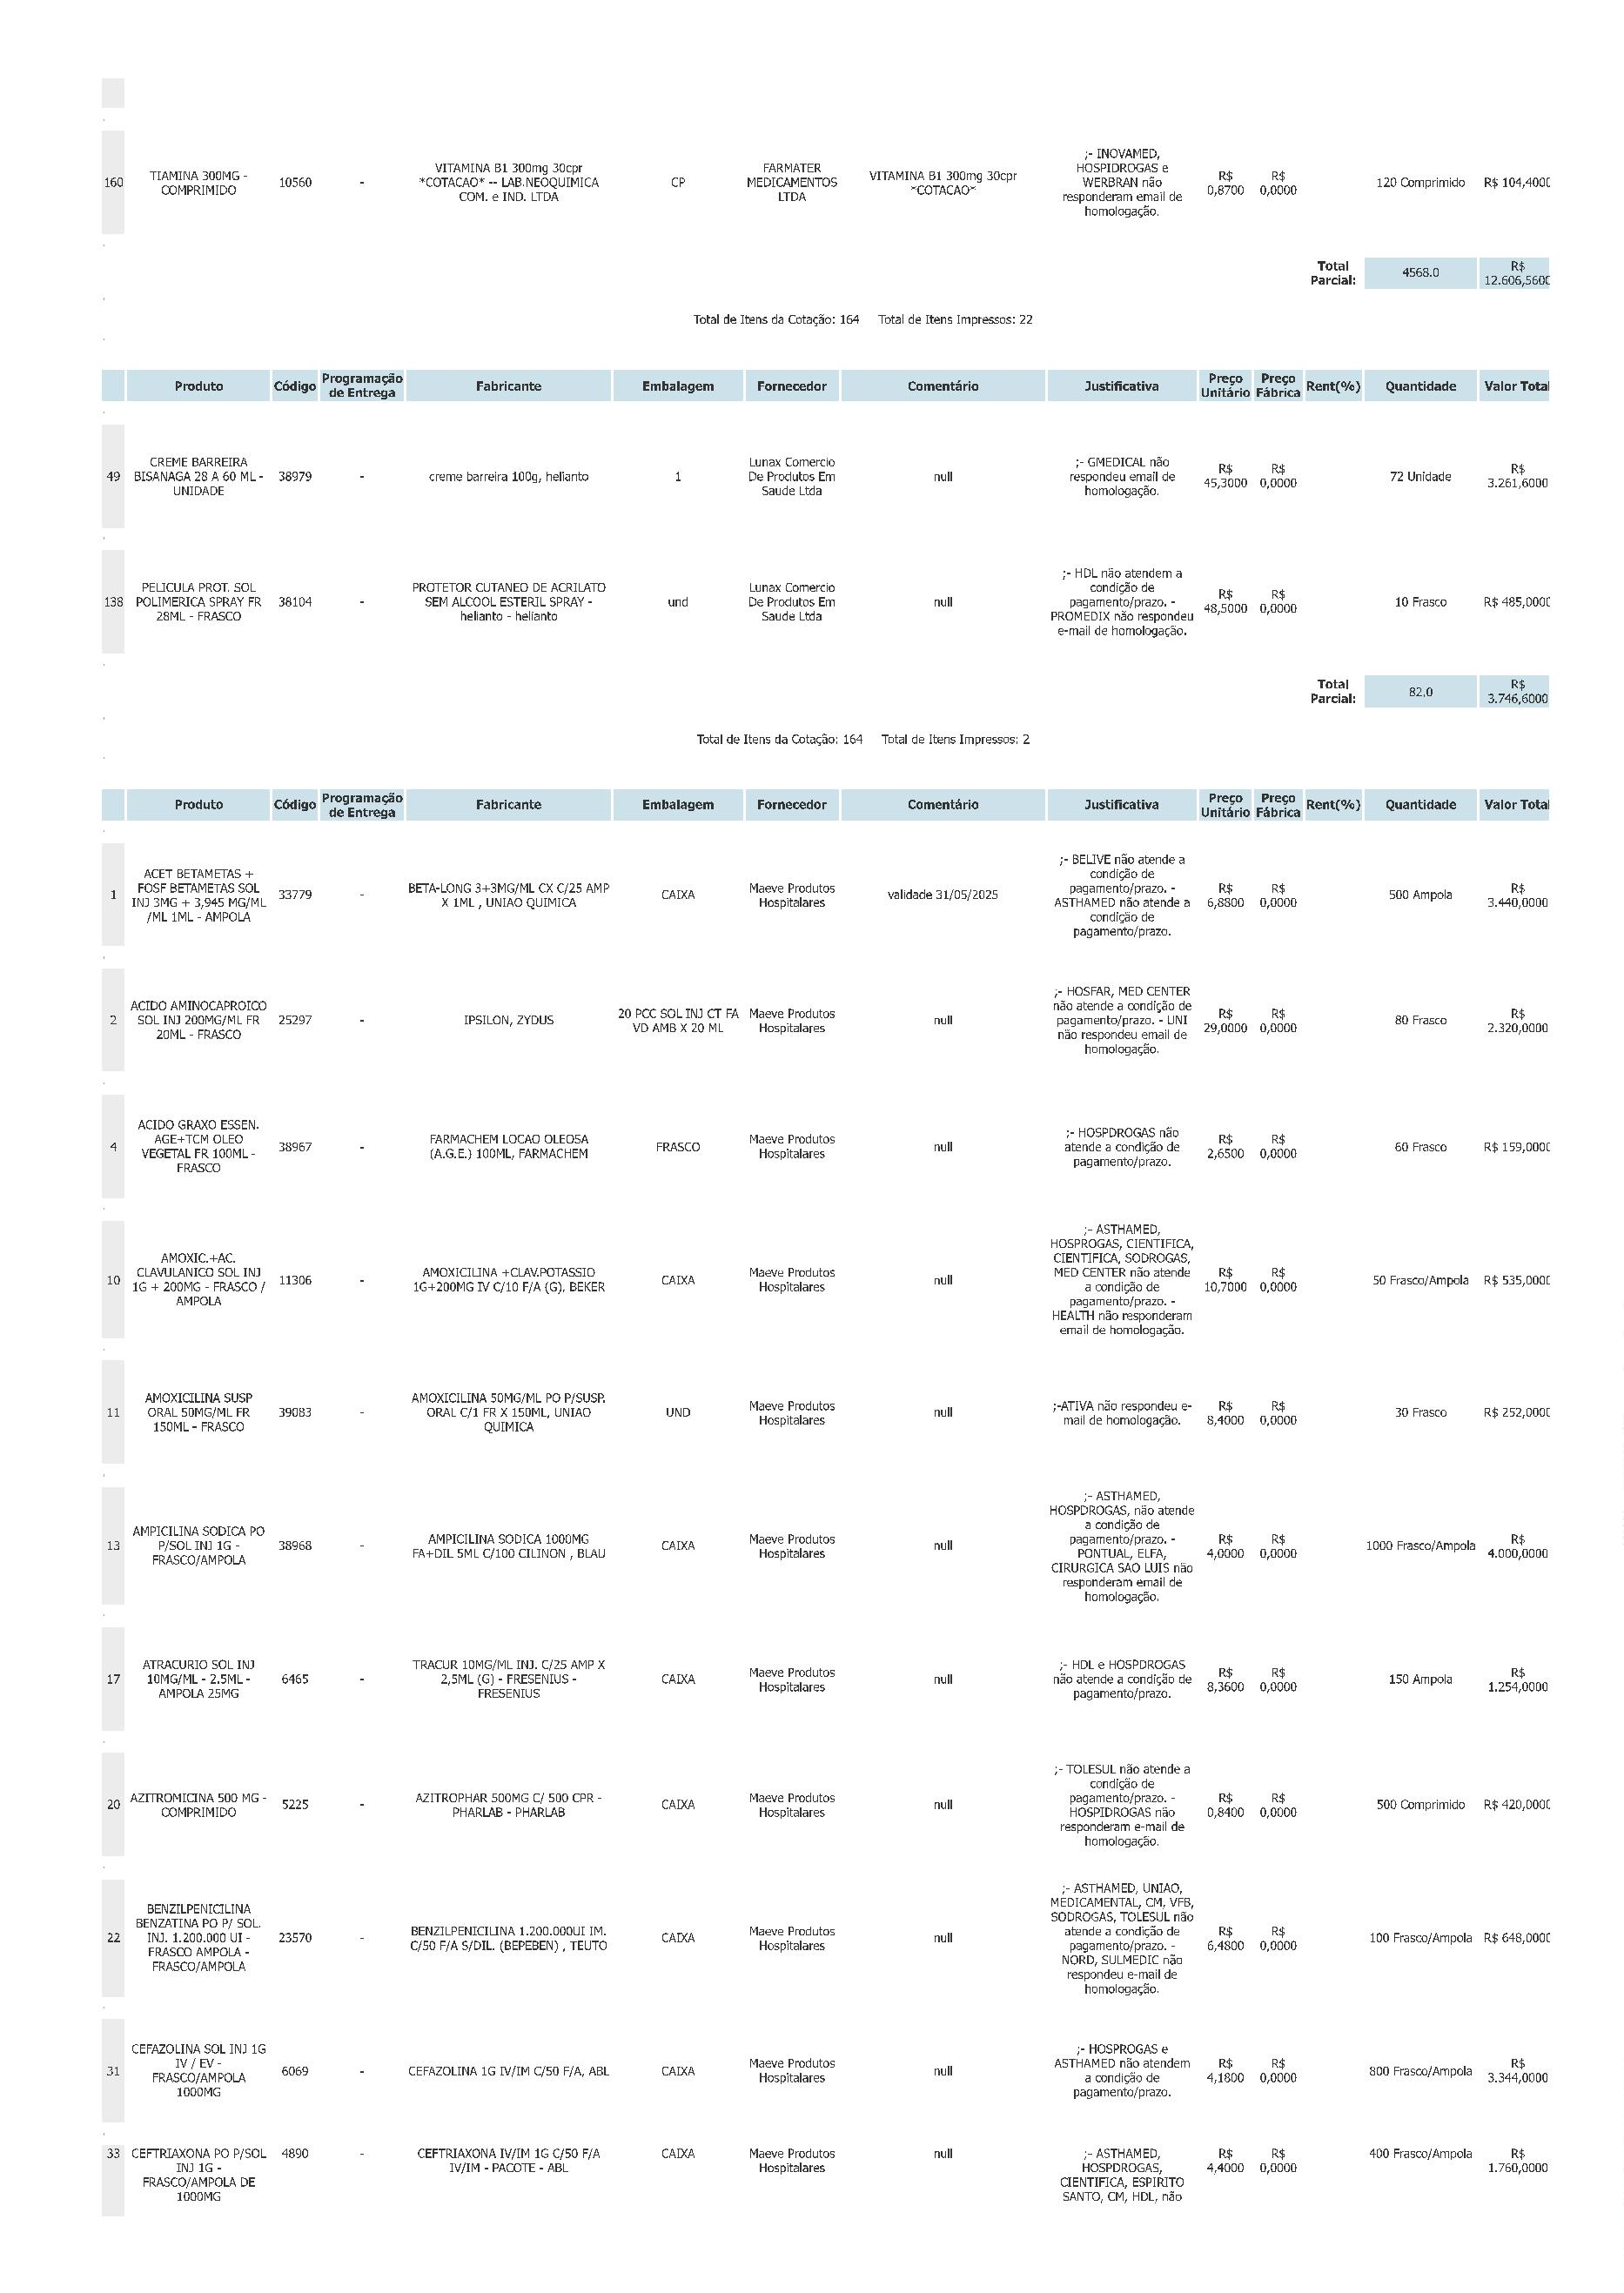 160
TIAMINA 300MG -
COMPRIMIDO
10560
-
VITAMINA B1 300mg 30cpr
*COTACAO* -- LAB.NEOQUIMICA
COM. e IND. LTDA
CP
FARMATER
MEDICAMENTOS
LTDA
VITAMINA B1 300mg 30cpr
*COTACAO*
;- INOVAMED,
HOSPIDROGAS e
WERBRAN não
responderam email de
homologação.
R$
0,8700
R$
0,0000
120 Comprimido
R$ 104,4000
Total
Parcial:
4568.0
R$
12.606,5600
Total de Itens da Cotação: 164 Total de Itens Impressos: 22
Produto
Código
Programação
de Entrega
Fabricante
Embalagem
Fornecedor
Comentário
Justificativa
Preço
Unitário
Preço
Fábrica
Rent(%)
Quantidade
Valor Total
49
CREME BARREIRA
BISANAGA 28 A 60 ML -
UNIDADE
38979
-
creme barreira 100g, helianto
1
Lunax Comercio
De Produtos Em
Saude Ltda
null
;- GMEDICAL não
respondeu email de
homologação.
R$
45,3000
R$
0,0000
72 Unidade
R$
3.261,6000
138
PELICULA PROT. SOL
POLIMERICA SPRAY FR
28ML - FRASCO
38104
-
PROTETOR CUTANEO DE ACRILATO
SEM ALCOOL ESTERIL SPRAY -
helianto - helianto
und
Lunax Comercio
De Produtos Em
Saude Ltda
null
;- HDL não atendem a
condição de
pagamento/prazo. -
PROMEDIX não respondeu
e-mail de homologação.
R$
48,5000
R$
0,0000
10 Frasco
R$ 485,0000
Total
Parcial:
82.0
R$
3.746,6000
Total de Itens da Cotação: 164 Total de Itens Impressos: 2
Produto
Código
Programação
de Entrega
Fabricante
Embalagem
Fornecedor
Comentário
Justificativa
Preço
Unitário
Preço
Fábrica
Rent(%)
Quantidade
Valor Total
1
ACET BETAMETAS +
FOSF BETAMETAS SOL
INJ 3MG + 3,945 MG/ML
/ML 1ML - AMPOLA
33779
-
BETA-LONG 3+3MG/ML CX C/25 AMP
X 1ML , UNIAO QUIMICA
CAIXA
Maeve Produtos
Hospitalares
validade 31/05/2025
;- BELIVE não atende a
condição de
pagamento/prazo. -
ASTHAMED não atende a
condição de
pagamento/prazo.
R$
6,8800
R$
0,0000
500 Ampola
R$
3.440,0000
2
ACIDO AMINOCAPROICO
SOL INJ 200MG/ML FR
20ML - FRASCO
25297
-
IPSILON, ZYDUS
20 PCC SOL INJ CT FA
VD AMB X 20 ML
Maeve Produtos
Hospitalares
null
;- HOSFAR, MED CENTER
não atende a condição de
pagamento/prazo. - UNI
não respondeu email de
homologação.
R$
29,0000
R$
0,0000
80 Frasco
R$
2.320,0000
4
ACIDO GRAXO ESSEN.
AGE+TCM OLEO
VEGETAL FR 100ML -
FRASCO
38967
-
FARMACHEM LOCAO OLEOSA
(A.G.E.) 100ML, FARMACHEM
FRASCO
Maeve Produtos
Hospitalares
null
;- HOSPDROGAS não
atende a condição de
pagamento/prazo.
R$
2,6500
R$
0,0000
60 Frasco
R$ 159,0000
10
AMOXIC.+AC.
CLAVULANICO SOL INJ
1G + 200MG - FRASCO /
AMPOLA
11306
-
AMOXICILINA +CLAV.POTASSIO
1G+200MG IV C/10 F/A (G), BEKER
CAIXA
Maeve Produtos
Hospitalares
null
;- ASTHAMED,
HOSPROGAS, CIENTIFICA,
CIENTIFICA, SODROGAS,
MED CENTER não atende
a condição de
pagamento/prazo. -
HEALTH não responderam
email de homologação.
R$
10,7000
R$
0,0000
50 Frasco/Ampola
R$ 535,0000
11
AMOXICILINA SUSP
ORAL 50MG/ML FR
150ML - FRASCO
39083
-
AMOXICILINA 50MG/ML PO P/SUSP.
ORAL C/1 FR X 150ML, UNIAO
QUIMICA
UND
Maeve Produtos
Hospitalares
null
;-ATIVA não respondeu e-
mail de homologação.
R$
8,4000
R$
0,0000
30 Frasco
R$ 252,0000
13
AMPICILINA SODICA PO
P/SOL INJ 1G -
FRASCO/AMPOLA
38968
-
AMPICILINA SODICA 1000MG
FA+DIL 5ML C/100 CILINON , BLAU
CAIXA
Maeve Produtos
Hospitalares
null
;- ASTHAMED,
HOSPDROGAS, não atende
a condição de
pagamento/prazo. -
PONTUAL, ELFA,
CIRURGICA SAO LUIS não
responderam email de
homologação.
R$
4,0000
R$
0,0000
1000 Frasco/Ampola
R$
4.000,0000
17
ATRACURIO SOL INJ
10MG/ML - 2.5ML -
AMPOLA 25MG
6465
-
TRACUR 10MG/ML INJ. C/25 AMP X
2,5ML (G) - FRESENIUS -
FRESENIUS
CAIXA
Maeve Produtos
Hospitalares
null
;- HDL e HOSPDROGAS
não atende a condição de
pagamento/prazo.
R$
8,3600
R$
0,0000
150 Ampola
R$
1.254,0000
20
AZITROMICINA 500 MG -
COMPRIMIDO
5225
-
AZITROPHAR 500MG C/ 500 CPR -
PHARLAB - PHARLAB
CAIXA
Maeve Produtos
Hospitalares
null
;- TOLESUL não atende a
condição de
pagamento/prazo. -
HOSPIDROGAS não
responderam e-mail de
homologação.
R$
0,8400
R$
0,0000
500 Comprimido
R$ 420,0000
22
BENZILPENICILINA
BENZATINA PO P/ SOL.
INJ. 1.200.000 UI -
FRASCO AMPOLA -
FRASCO/AMPOLA
23570
-
BENZILPENICILINA 1.200.000UI IM.
C/50 F/A S/DIL. (BEPEBEN) , TEUTO
CAIXA
Maeve Produtos
Hospitalares
null
;- ASTHAMED, UNIAO,
MEDICAMENTAL, CM, VFB,
SODROGAS, TOLESUL não
atende a condição de
pagamento/prazo. -
NORD, SULMEDIC não
respondeu e-mail de
homologação.
R$
6,4800
R$
0,0000
100 Frasco/Ampola
R$ 648,0000
31
CEFAZOLINA SOL INJ 1G
IV / EV -
FRASCO/AMPOLA
1000MG
6069
-
CEFAZOLINA 1G IV/IM C/50 F/A, ABL
CAIXA
Maeve Produtos
Hospitalares
null
;- HOSPROGAS e
ASTHAMED não atendem
a condição de
pagamento/prazo.
R$
4,1800
R$
0,0000
800 Frasco/Ampola
R$
3.344,0000
33
CEFTRIAXONA PO P/SOL
INJ 1G -
FRASCO/AMPOLA DE
1000MG
4890
-
CEFTRIAXONA IV/IM 1G C/50 F/A
IV/IM - PACOTE - ABL
CAIXA
Maeve Produtos
Hospitalares
null
;- ASTHAMED,
HOSPDROGAS,
CIENTIFICA, ESPIRITO
SANTO, CM, HDL, não
R$
4,4000
R$
0,0000
400 Frasco/Ampola
R$
1.760,0000